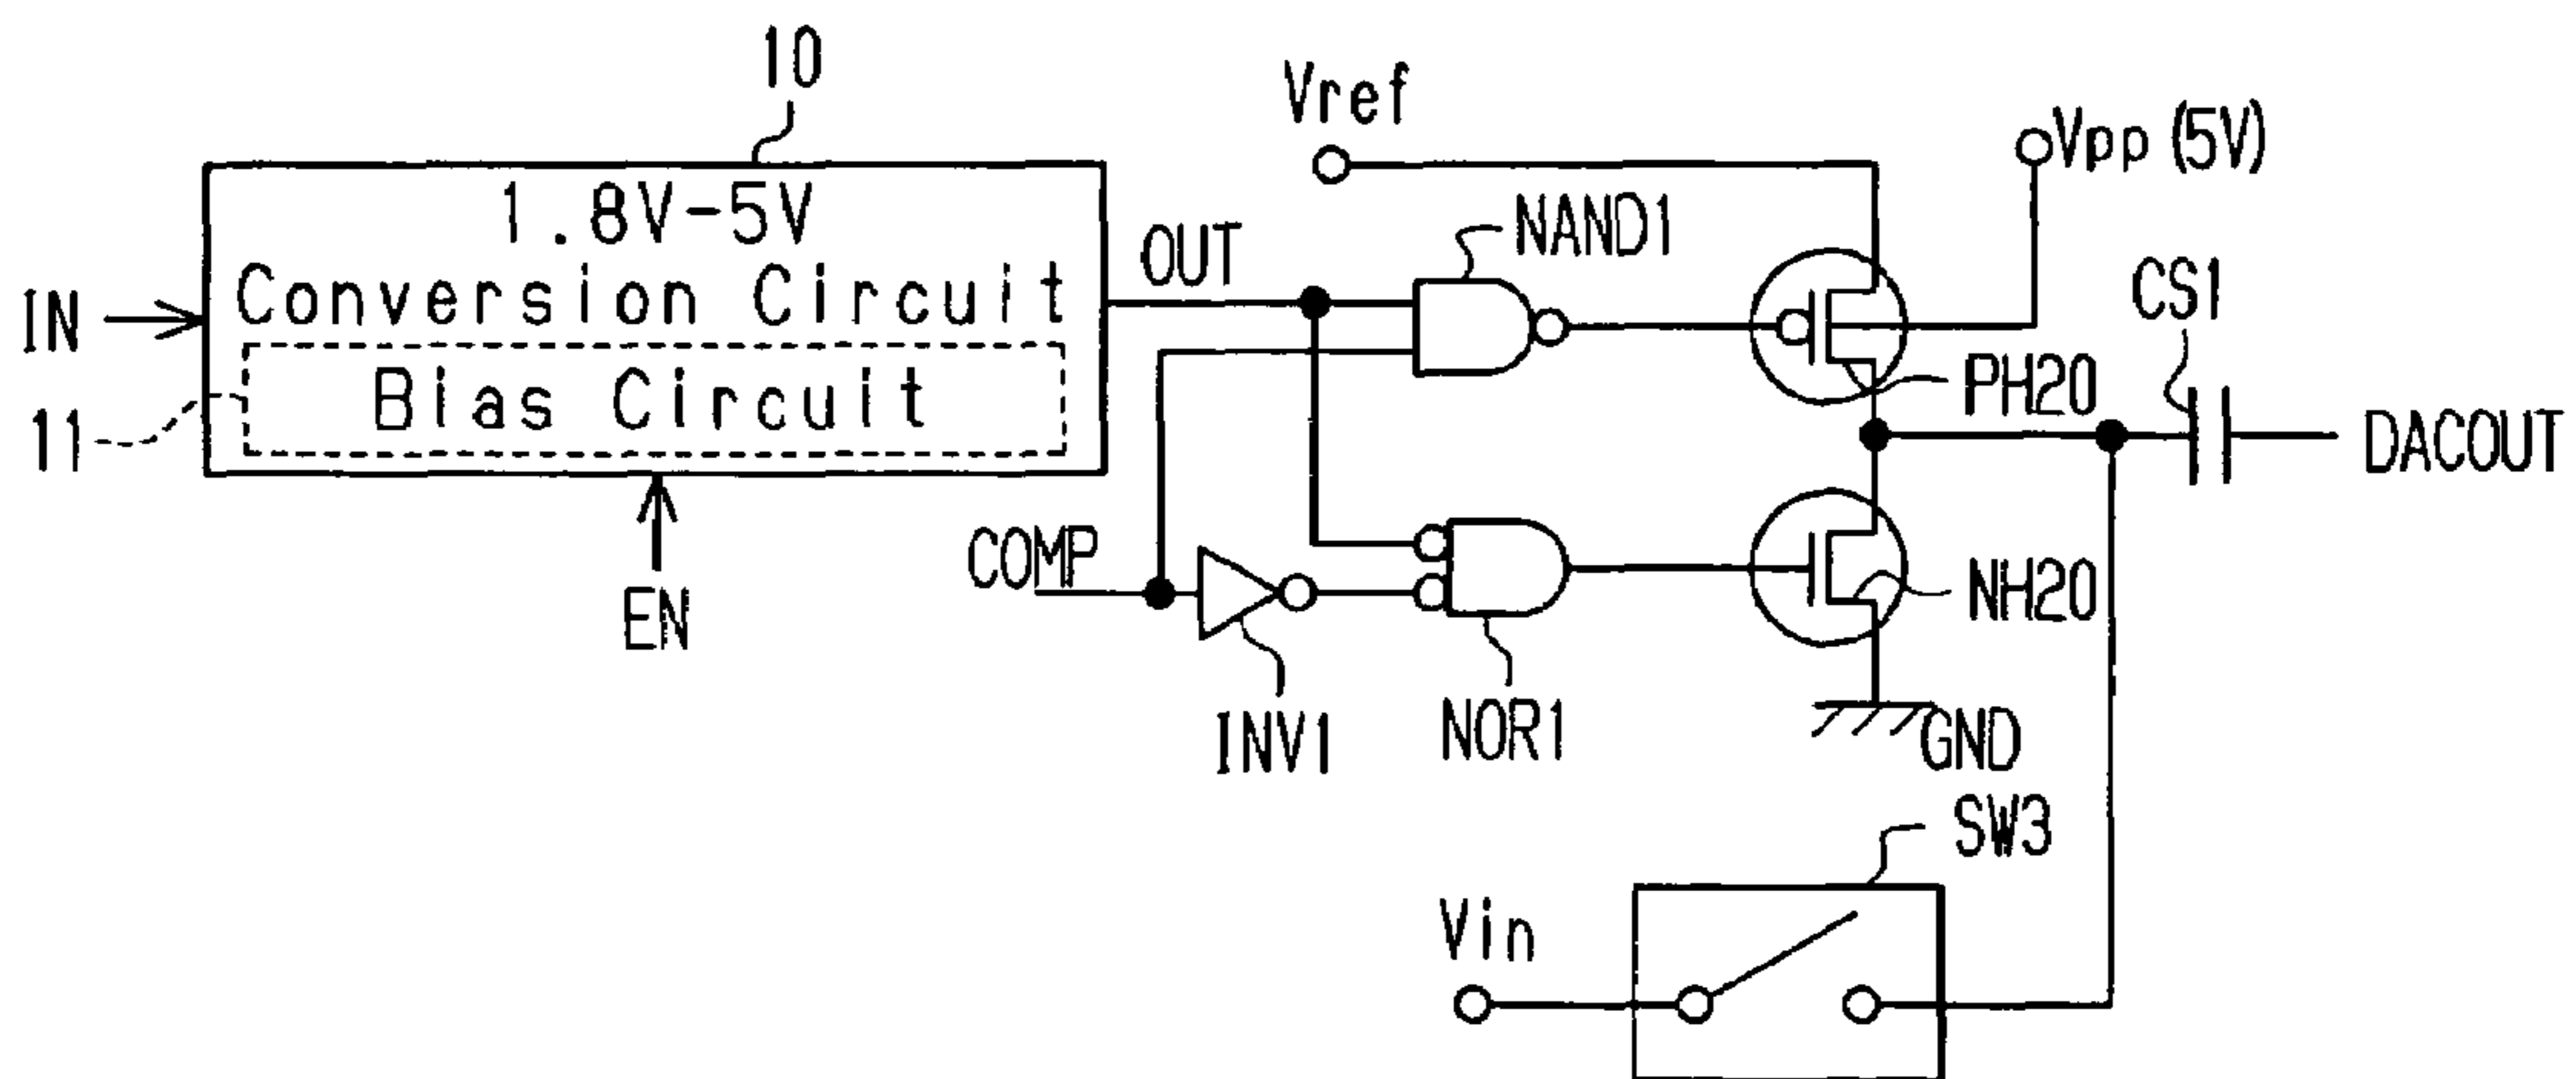 10
1.8V-5V
Conversion Circuit
Bias Circuit
11
IN
EN
OUT
COMP
INV1
NAND1
NOR1
Vref
Vpp (5V)
PH20
NH20
GND
CS1
DACOUT
SW3
Vin